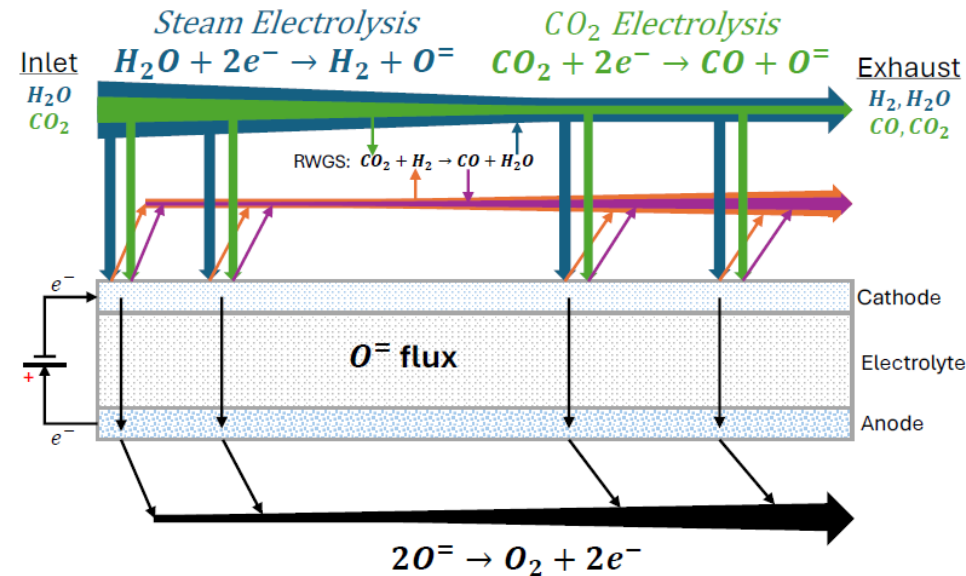 Steam Electrolysis
H₂O + 2e⁻ → H₂ + O⁼
CO₂ Electrolysis
CO₂ + 2e⁻ → CO + O⁼
Inlet
H₂O
CO₂
Exhaust
H₂, H₂O
CO, CO₂
RWGS: CO₂ + H₂ → CO + H₂O
e⁻
Cathode
O⁼ flux
Electrolyte
+
Anode
e⁻
2O⁼ → O₂ + 2e⁻